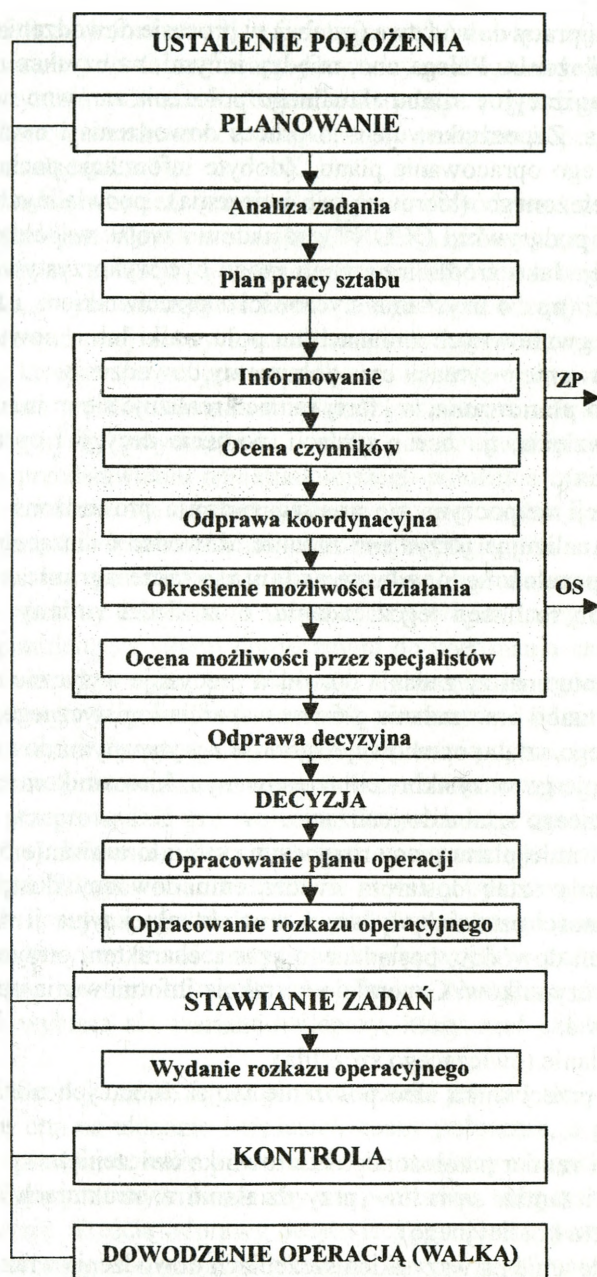 USTALENIE POŁOŻENIA
PLANOWANIE
Analiza zadania
Plan pracy sztabu
Informowanie
ZP
Ocena czynników
Odprawa koordynacyjna
Określenie możliwości działania
OS
Ocena możliwości przez specjalistów
Odprawa decyzyjna
DECYZJA
Opracowanie planu operacji
Opracowanie rozkazu operacyjnego
STAWIANIE ZADAŃ
Wydanie rozkazu operacyjnego
KONTROLA
DOWODZENIE OPERACJĄ (WALKĄ)